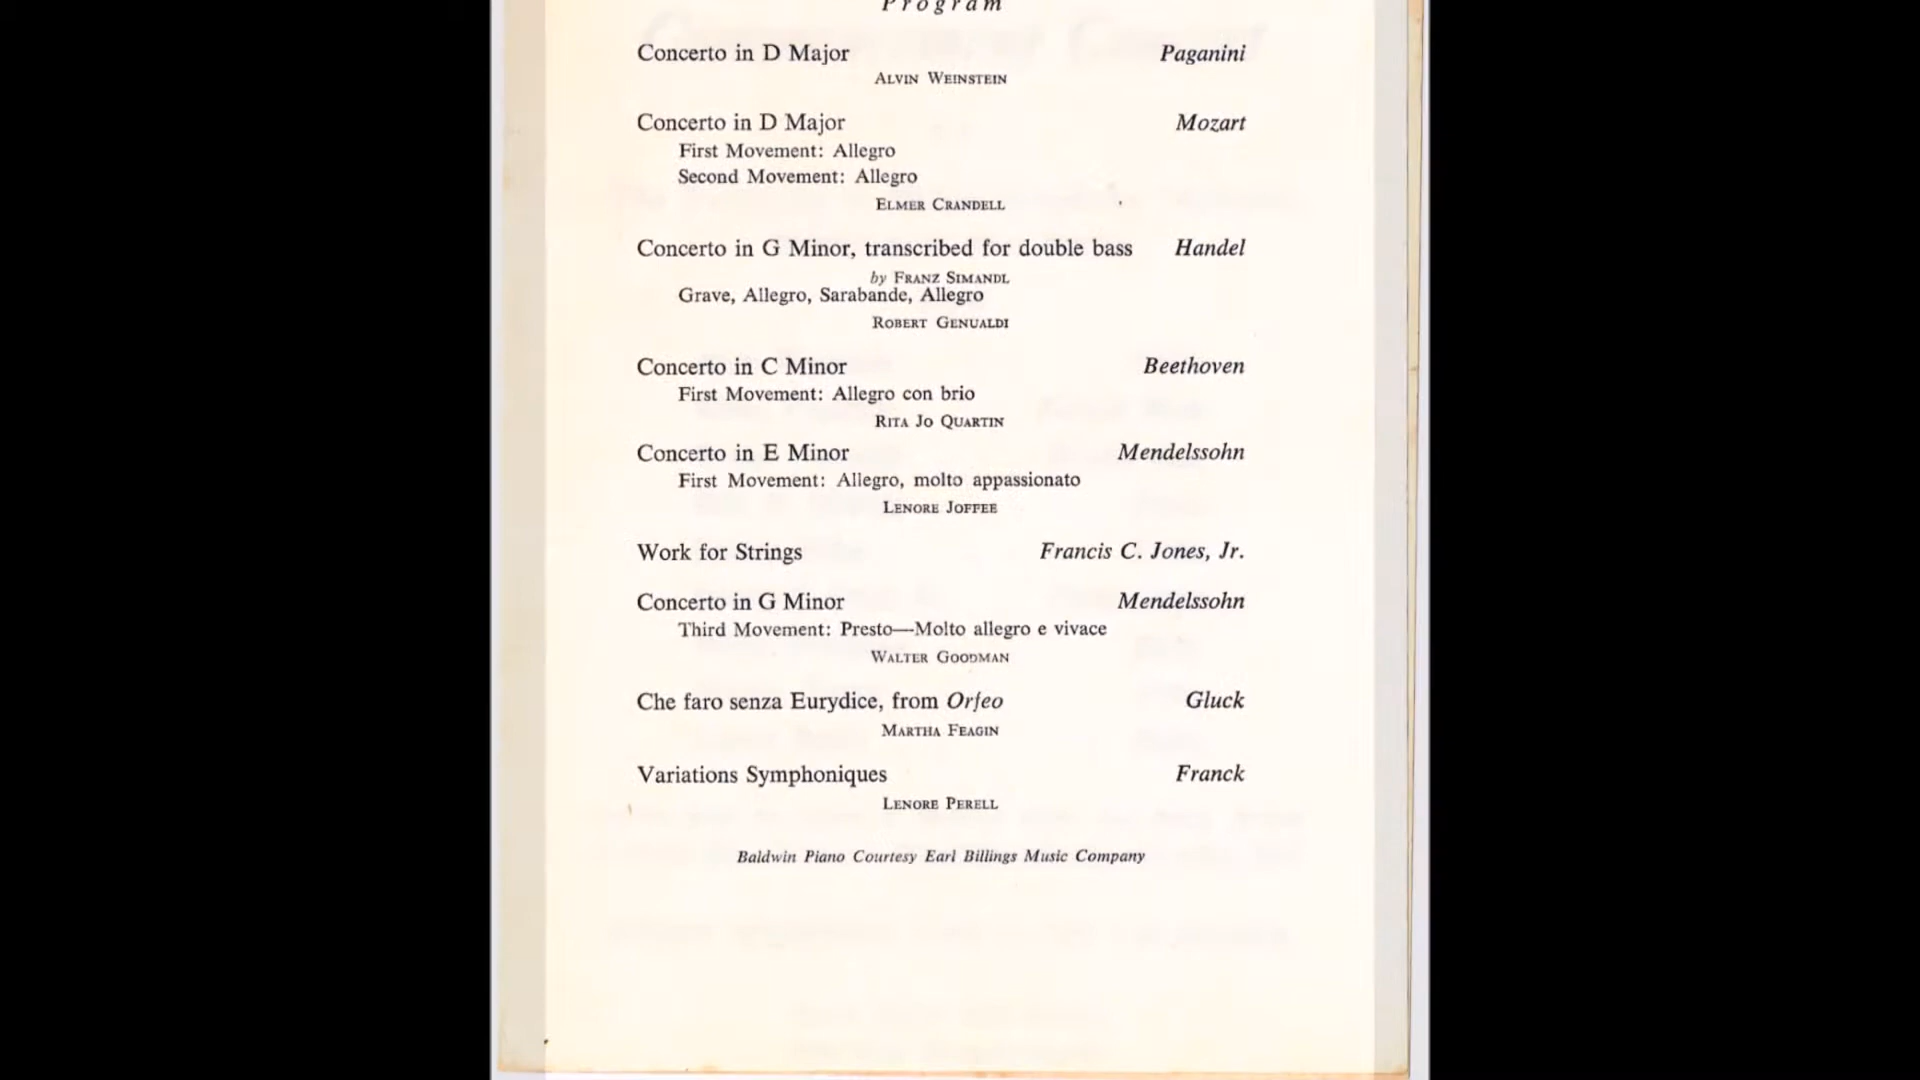 Program
Concerto in D Major Paganini
ALVIN WEINSTEIN
Concerto in D Major Mozart
First Movement: Allegro
Second Movement: Allegro
ELMER CRANDELL
Concerto in G Minor, transcribed for double bass Handel
by FRANZ SIMANDL
Grave, Allegro, Sarabande, Allegro
ROBERT GENUALDI
Concerto in C Minor Beethoven
First Movement: Allegro con brio
RITA JO QUARTIN
Concerto in E Minor Mendelssohn
First Movement: Allegro, molto appassionato
LENORE JOFFEE
Work for Strings Francis C. Jones, Jr.
Concerto in G Minor Mendelssohn
Third Movement: Presto—Molto allegro e vivace
WALTER GOODMAN
Che faro senza Eurydice, from Orfeo Gluck
MARTHA FEAGIN
Variations Symphoniques Franck
LENORE PERELL
Baldwin Piano Courtesy Earl Billings Music Company